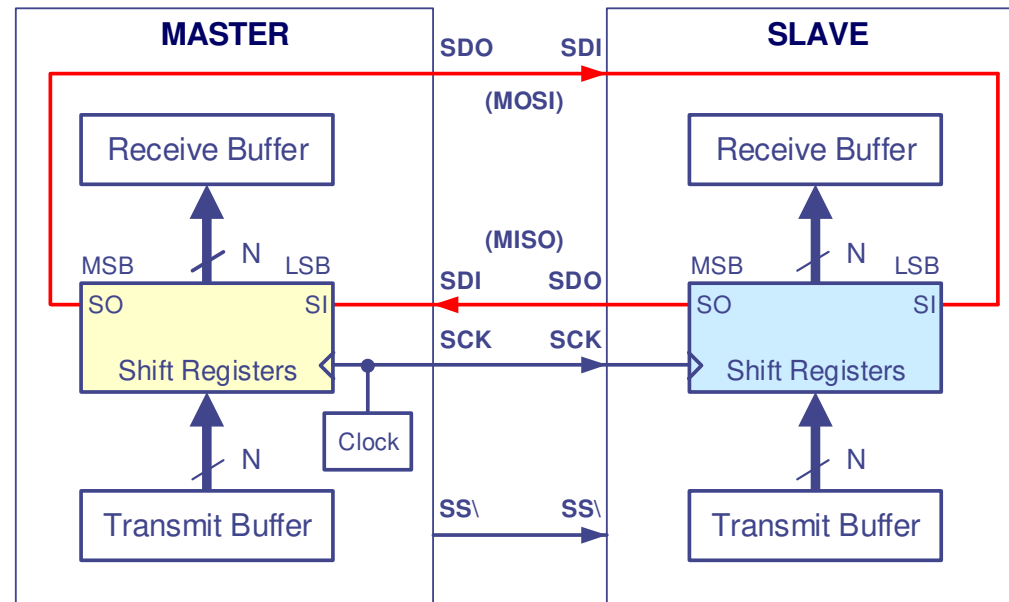 MASTER
SLAVE
SDO SDI
(MOSI)
Receive Buffer
Receive Buffer
(MISO)
N
N
MSB LSB
MSB LSB
SDI SDO
SO SI
SO SI
SCK SCK
Shift Registers
Shift Registers
Clock
N
N
SS\ SS\
Transmit Buffer
Transmit Buffer